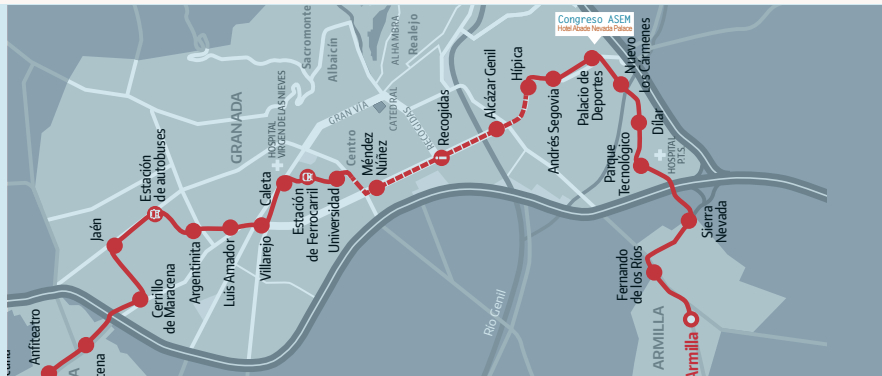 Congreso ASEM
Hotel Abade Nevada Palace
Sacromonte
Albaicín
ALHAMBRA
Realejo
GRANADA
HOSPITAL
VIRGEN DE LAS NIEVES
GRAN VÍA
CATEDRAL
RECOGIDAS
Centro
Anfiteatro
Cerrillo
de Maracena
Jaén
Estación
de autobuses
Argentinita
Luis Amador
Villarejo
Caleta
Estación
de Ferrocarril
Universidad
Méndez
Núñez
Recogidas
Alcázar Genil
Hípica
Andrés Segovia
Palacio de
Deportes
Nuevo
Los Cármenes
Dílar
Parque
Tecnológico
HOSPITAL
P.T.S.
Sierra
Nevada
Fernando
de los Ríos
ARMILLA
Armilla
Río Genil